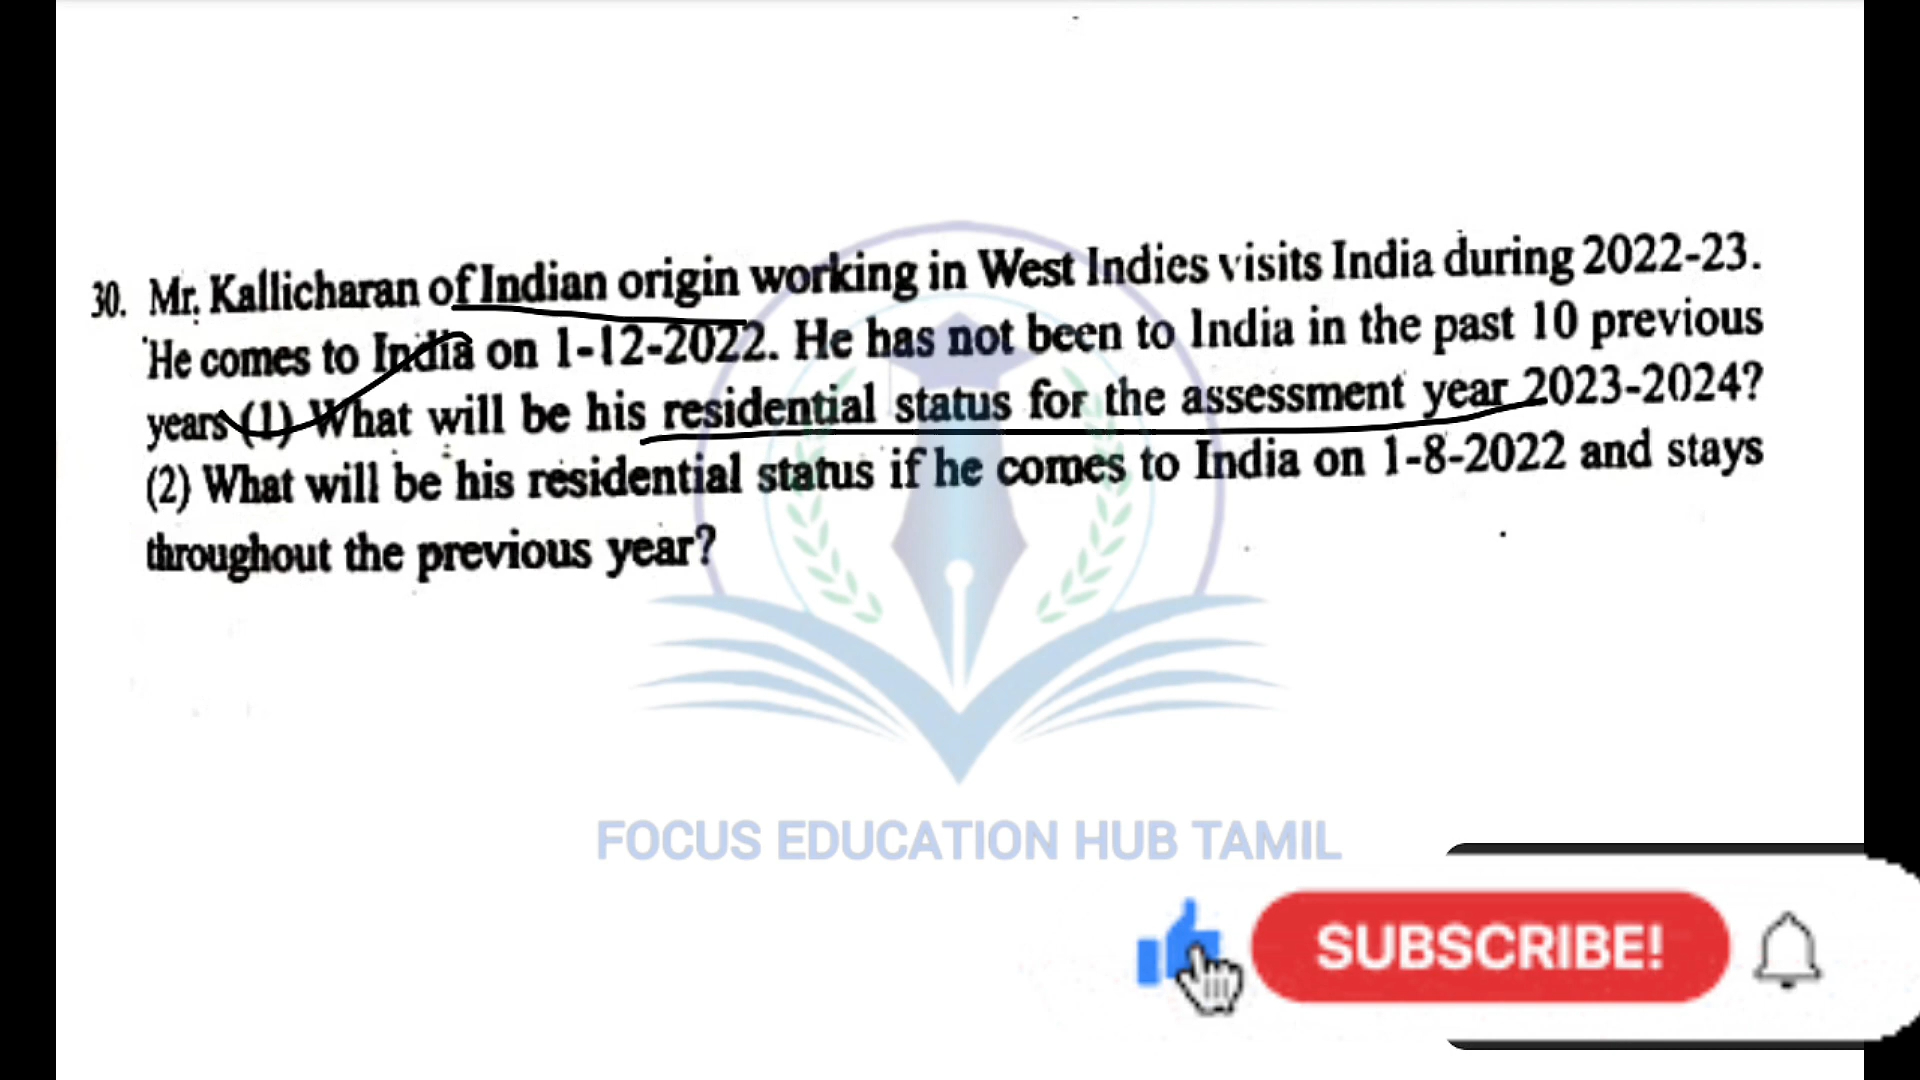 30. Mr. Kallicharan of Indian origin working in West Indies visits India during 2022-23.
He comes to India on 1-12-2022. He has not been to India in the past 10 previous
years (1) What will be his residential status for the assessment year 2023-2024?
(2) What will be his residential status if he comes to India on 1-8-2022 and stays
throughout the previous year?
FOCUS EDUCATION HUB TAMIL
SUBSCRIBE!